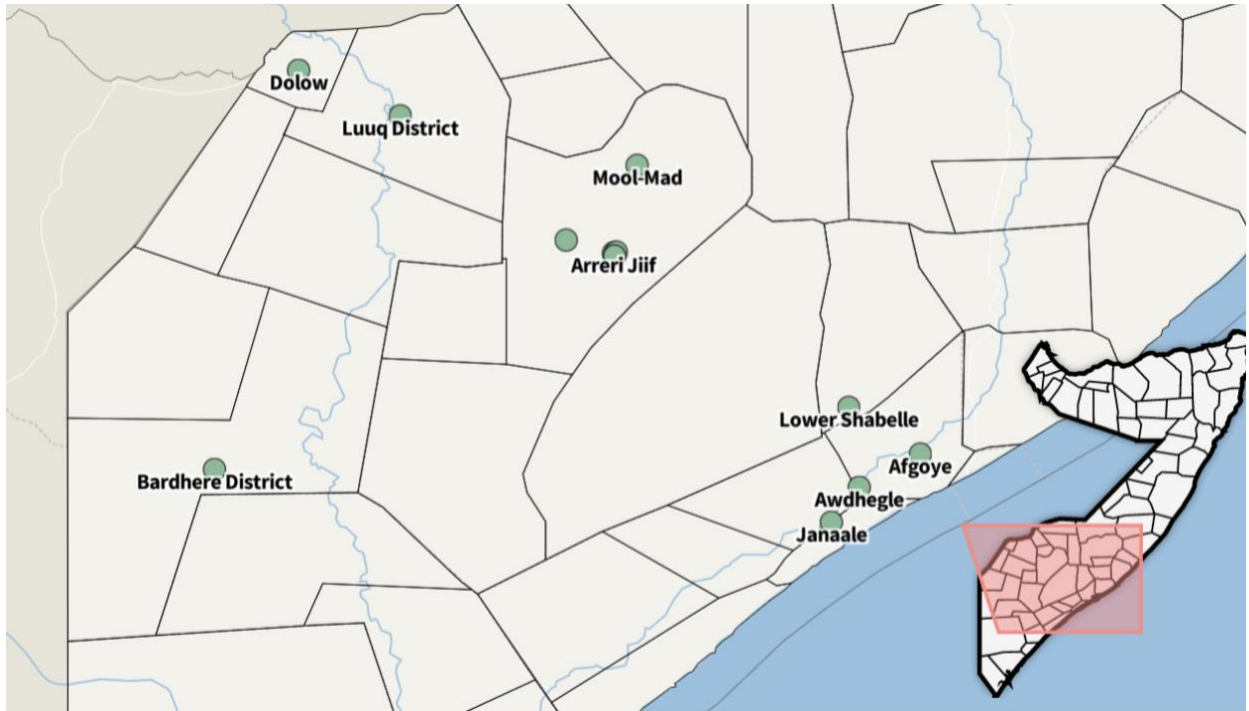 Dolow
Luuq District
Mool-Mad
Arreri Jiif
Lower Shabelle
Afgoye
Bardhere District
Awdhegle
Janaale